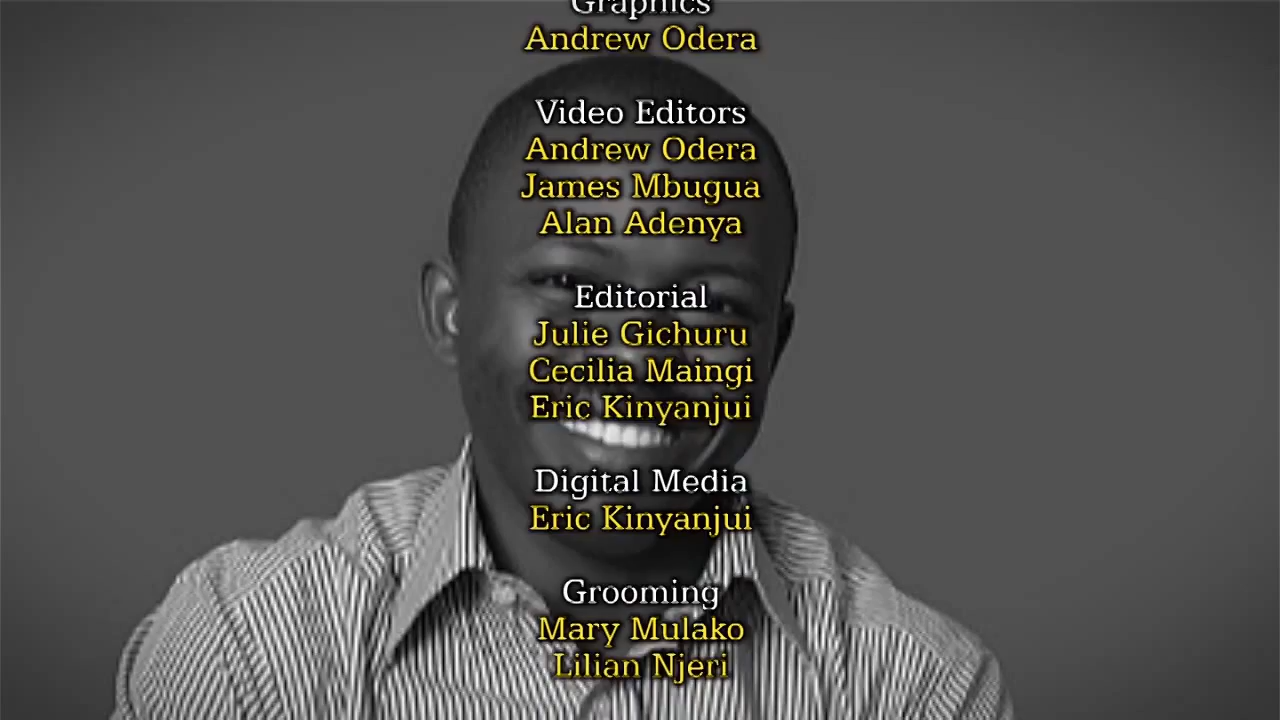 Graphics
Andrew Odera
Video Editors
Andrew Odera
James Mbugua
Alan Adenya
Editorial
Julie Gichuru
Cecilia Maingi
Eric Kinyanjui
Digital Media
Eric Kinyanjui
Grooming
Mary Mulako
Lilian Njeri